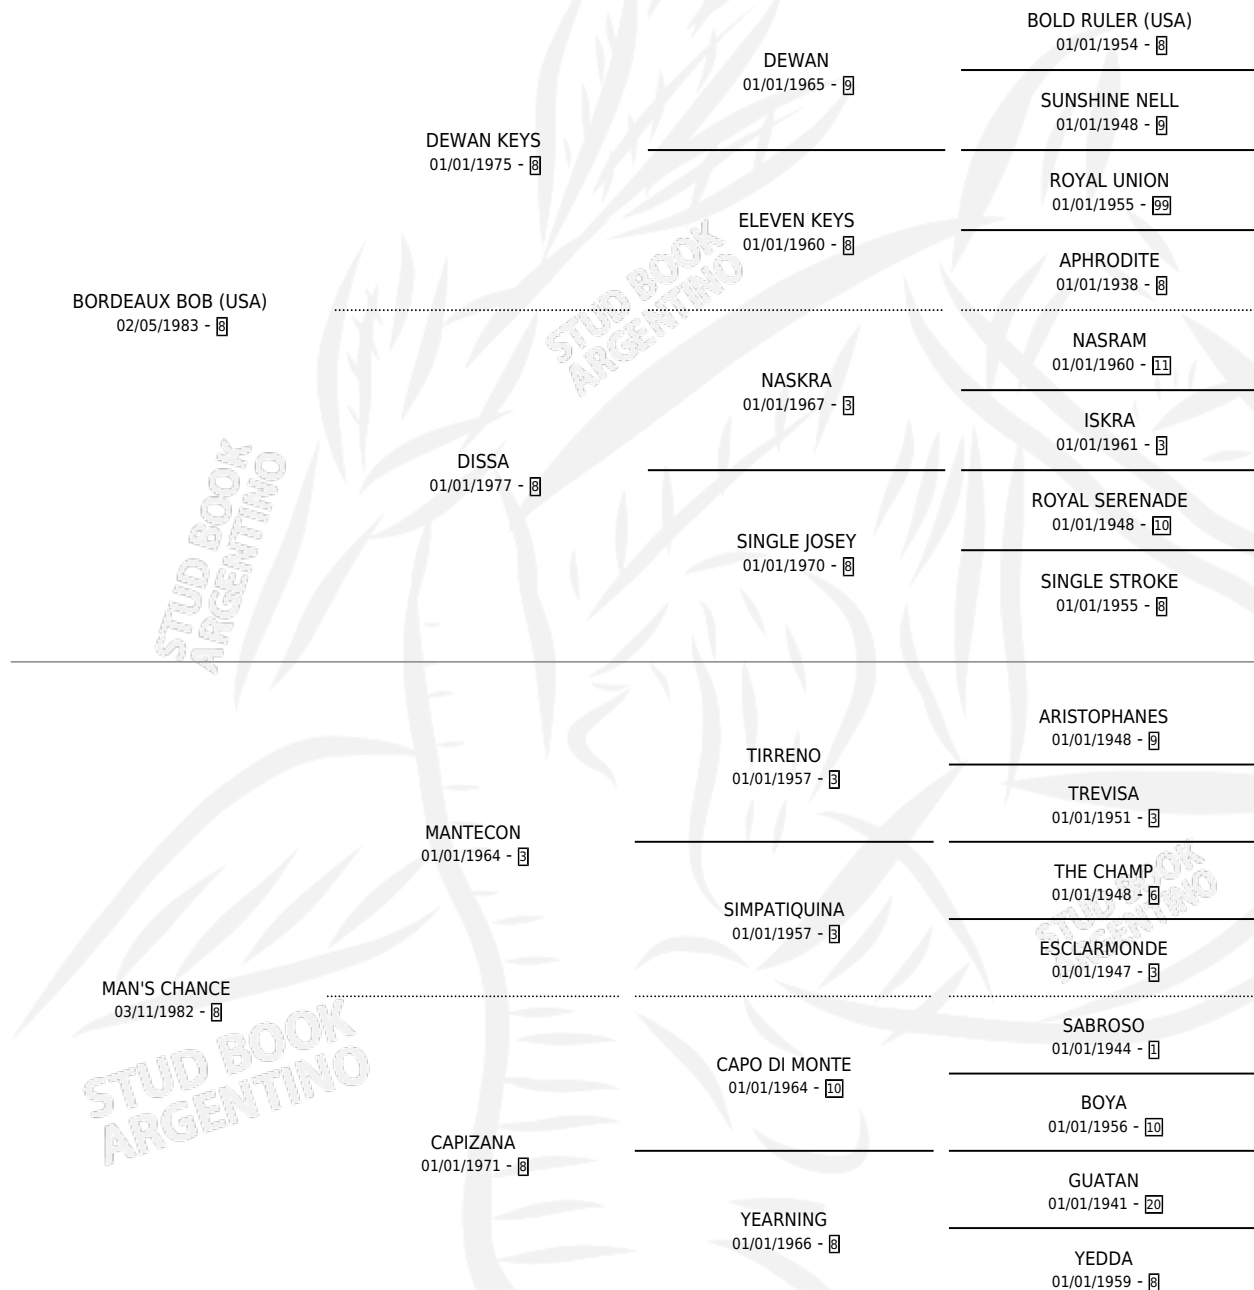 BOLD RULER (USA)
01/01/1954 - 8
DEWAN
01/01/1965 - 9
SUNSHINE NELL
01/01/1948 - 9
DEWAN KEYS
01/01/1975 - 8
ROYAL UNION
01/01/1955 - 99
ELEVEN KEYS
01/01/1960 - 8
APHRODITE
01/01/1938 - 8
BORDEAUX BOB (USA)
02/05/1983 - 8
STUD BOOK
ARGENTINO
NASRAM
01/01/1960 - 11
NASKRA
01/01/1967 - 3
ISKRA
01/01/1961 - 3
DISSA
01/01/1977 - 8
ROYAL SERENADE
01/01/1948 - 10
SINGLE JOSEY
01/01/1970 - 8
SINGLE STROKE
01/01/1955 - 8
STUD BOOK
ARGENTINO
ARISTOPHANES
01/01/1948 - 9
TIRRENO
01/01/1957 - 3
TREVISA
01/01/1951 - 3
MANTECON
01/01/1964 - 3
THE CHAMP
01/01/1948 - 6
SIMPATIQUINA
01/01/1957 - 3
STUD BOOK
ARGENTINO
ESCLARMONDE
01/01/1947 - 3
MAN'S CHANCE
03/11/1982 - 8
SABROSO
01/01/1944 - 1
CAPO DI MONTE
01/01/1964 - 10
STUD BOOK
ARGENTINO
BOYA
01/01/1956 - 10
CAPIZANA
01/01/1971 - 8
GUATAN
01/01/1941 - 20
YEARNING
01/01/1966 - 8
YEDDA
01/01/1959 - 8